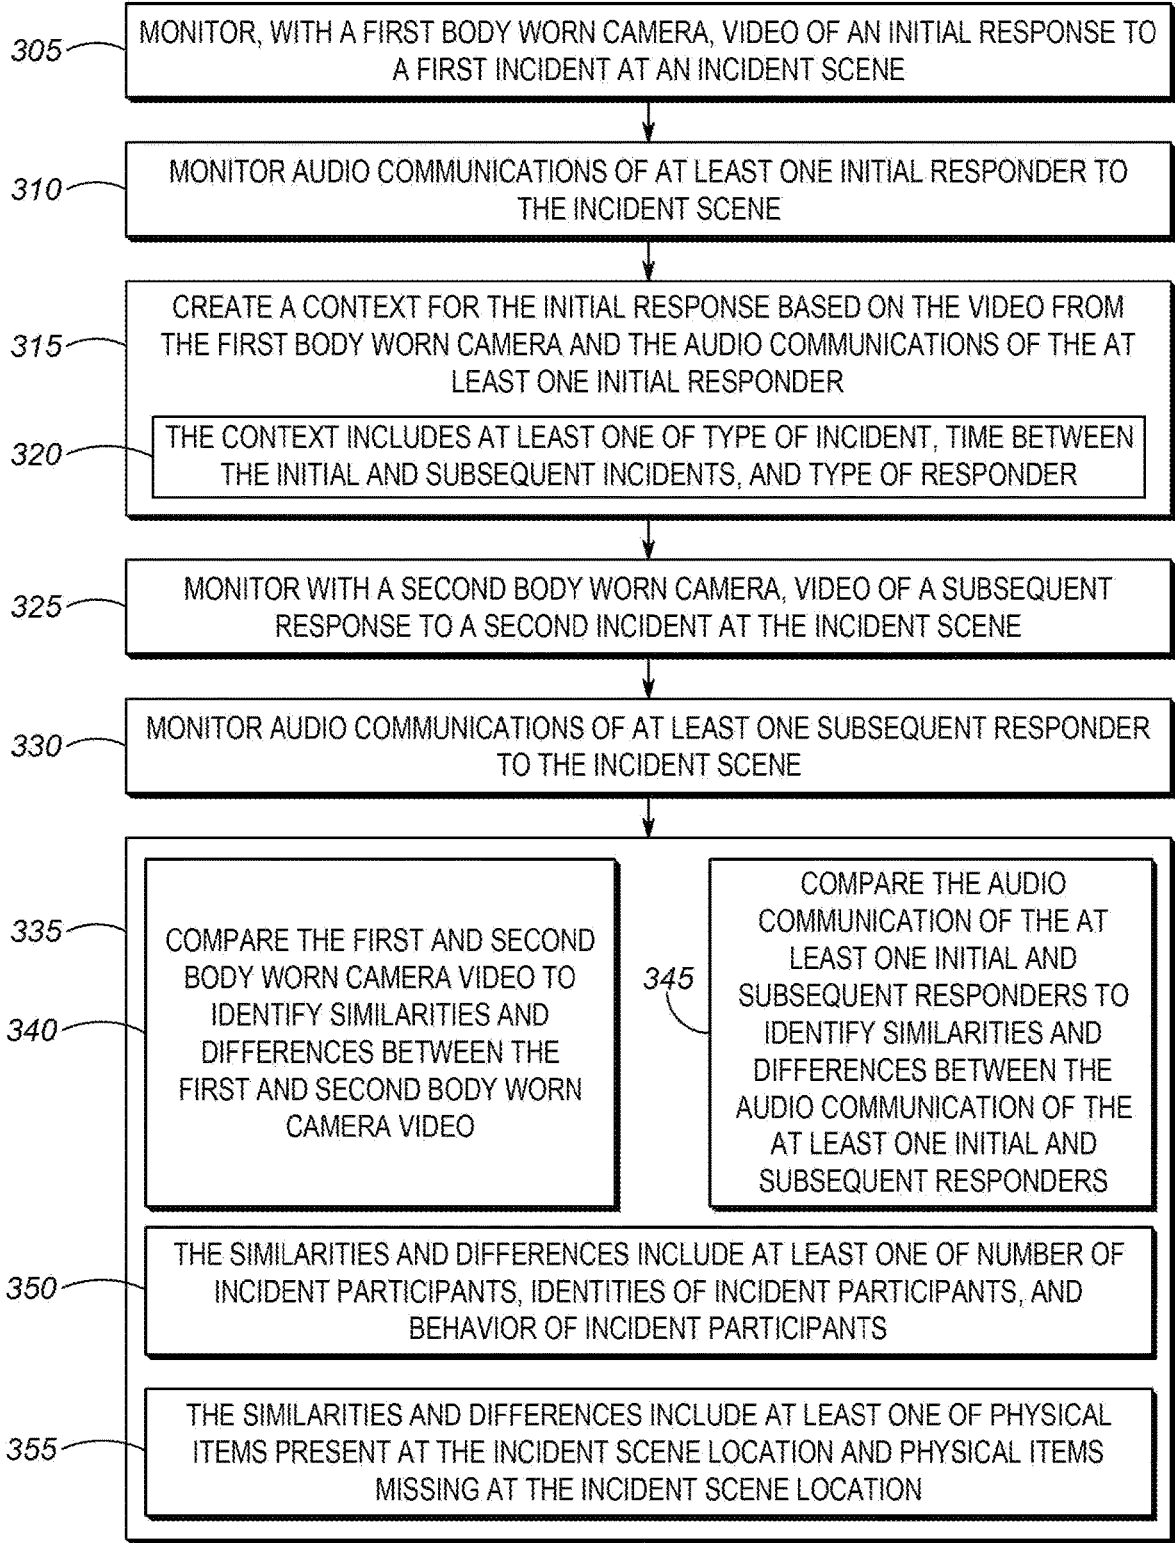 305
MONITOR, WITH A FIRST BODY WORN CAMERA, VIDEO OF AN INITIAL RESPONSE TO
A FIRST INCIDENT AT AN INCIDENT SCENE
310
MONITOR AUDIO COMMUNICATIONS OF AT LEAST ONE INITIAL RESPONDER TO
THE INCIDENT SCENE
315
CREATE A CONTEXT FOR THE INITIAL RESPONSE BASED ON THE VIDEO FROM
THE FIRST BODY WORN CAMERA AND THE AUDIO COMMUNICATIONS OF THE AT
LEAST ONE INITIAL RESPONDER
320
THE CONTEXT INCLUDES AT LEAST ONE OF TYPE OF INCIDENT, TIME BETWEEN
THE INITIAL AND SUBSEQUENT INCIDENTS, AND TYPE OF RESPONDER
325
MONITOR WITH A SECOND BODY WORN CAMERA, VIDEO OF A SUBSEQUENT
RESPONSE TO A SECOND INCIDENT AT THE INCIDENT SCENE
330
MONITOR AUDIO COMMUNICATIONS OF AT LEAST ONE SUBSEQUENT RESPONDER
TO THE INCIDENT SCENE
335
340
COMPARE THE FIRST AND SECOND
BODY WORN CAMERA VIDEO TO
IDENTIFY SIMILARITIES AND
DIFFERENCES BETWEEN THE
FIRST AND SECOND BODY WORN
CAMERA VIDEO
345
COMPARE THE AUDIO
COMMUNICATION OF THE AT
LEAST ONE INITIAL AND
SUBSEQUENT RESPONDERS TO
IDENTIFY SIMILARITIES AND
DIFFERENCES BETWEEN THE
AUDIO COMMUNICATION OF THE
AT LEAST ONE INITIAL AND
SUBSEQUENT RESPONDERS
350
THE SIMILARITIES AND DIFFERENCES INCLUDE AT LEAST ONE OF NUMBER OF
INCIDENT PARTICIPANTS, IDENTITIES OF INCIDENT PARTICIPANTS, AND
BEHAVIOR OF INCIDENT PARTICIPANTS
355
THE SIMILARITIES AND DIFFERENCES INCLUDE AT LEAST ONE OF PHYSICAL
ITEMS PRESENT AT THE INCIDENT SCENE LOCATION AND PHYSICAL ITEMS
MISSING AT THE INCIDENT SCENE LOCATION